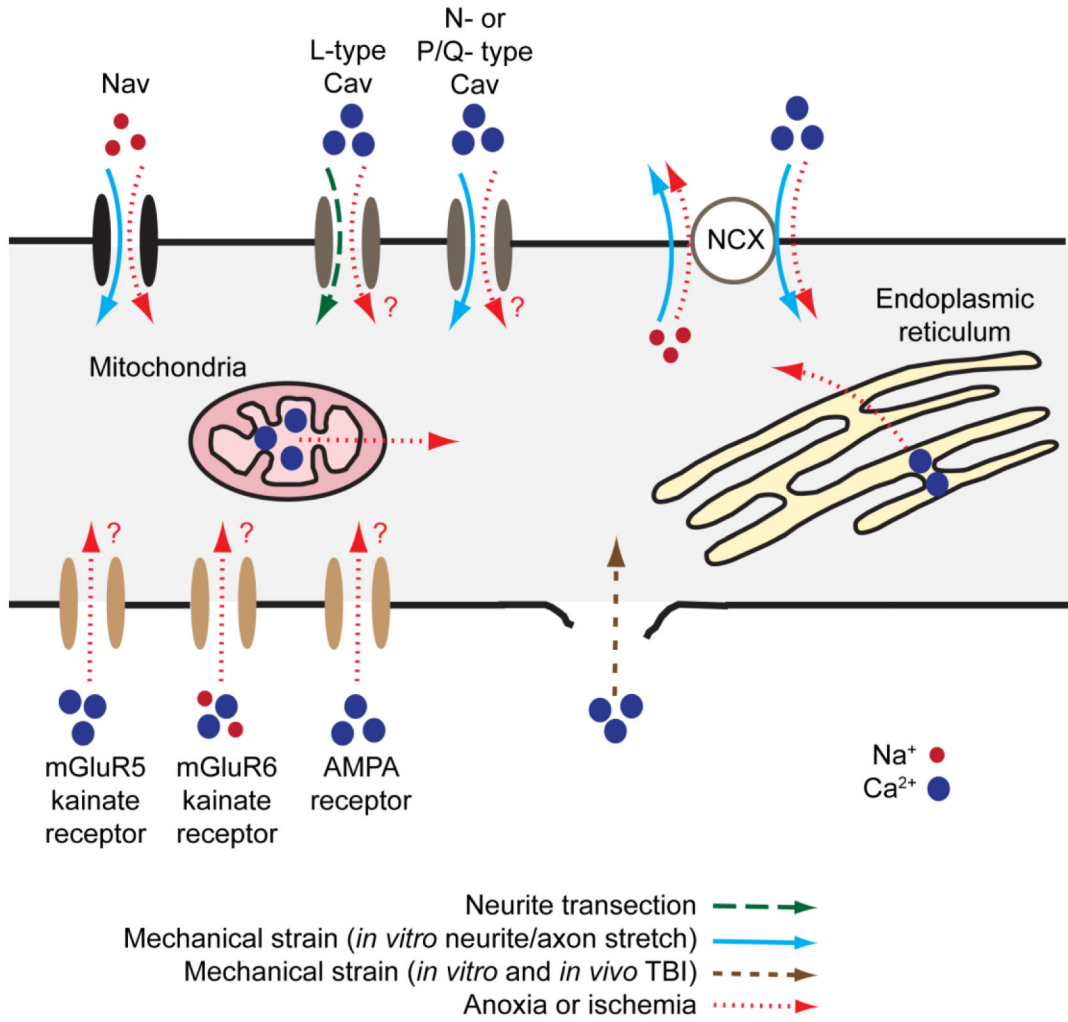 Nav
L-type
Cav
N- or
P/Q- type
Cav
NCX
Endoplasmic
reticulum
Mitochondria
?
?
?
?
?
mGluR5
kainate
receptor
mGluR6
kainate
receptor
AMPA
receptor
Na⁺
Ca²⁺
Neurite transection
Mechanical strain (in vitro neurite/axon stretch)
Mechanical strain (in vitro and in vivo TBI)
Anoxia or ischemia